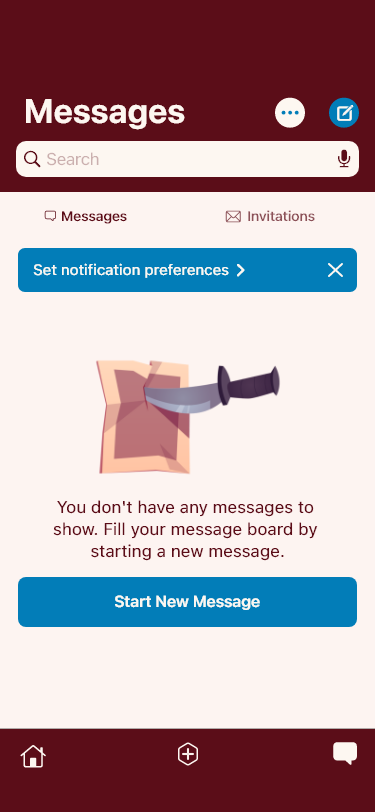 Messages
Search
Messages
Invitations
Set notification preferences
You don't have any messages to
show. Fill your message board by
starting a new message.
Start New Message